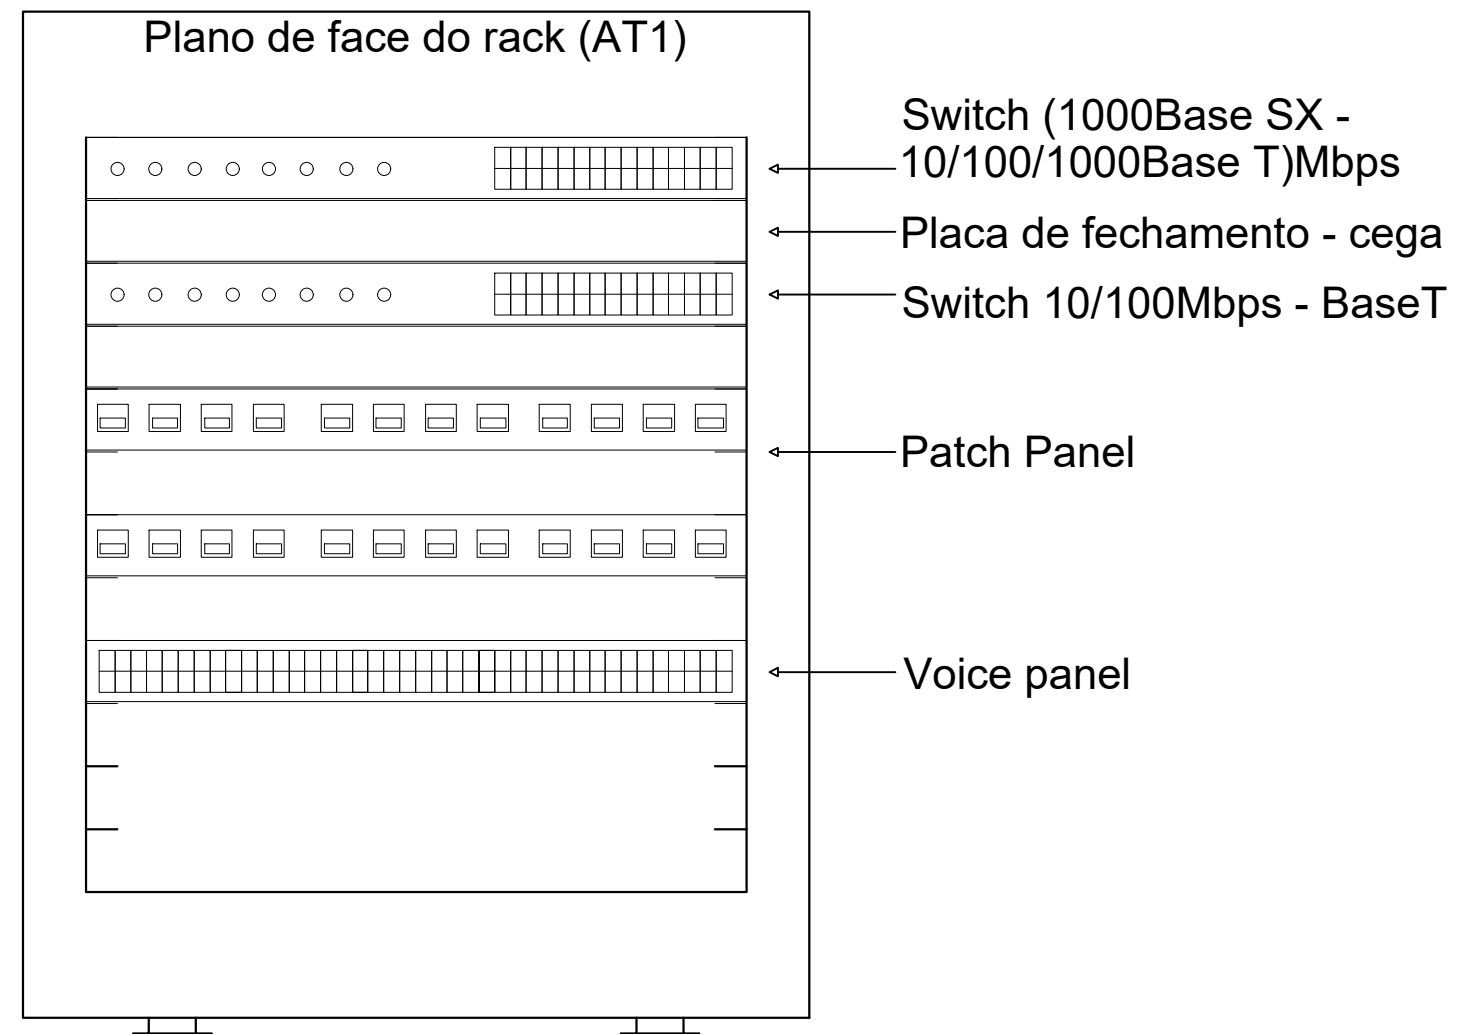 Plano de face do rack (AT1)
Switch (1000Base SX -
10/100/1000Base T)Mbps
Placa de fechamento - cega
Switch 10/100Mbps - BaseT
Patch Panel
Voice panel